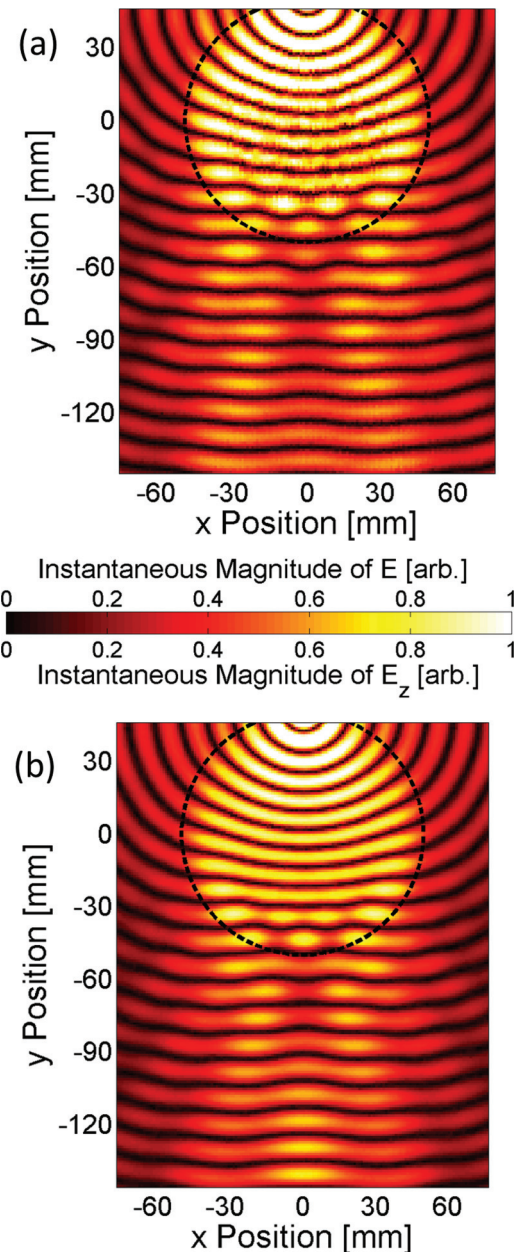 (a)
30
0
-30
-60
-90
-120
y Position [mm]
-60 -30 0 30 60
x Position [mm]
Instantaneous Magnitude of E [arb.]
0 0.2 0.4 0.6 0.8 1
0 0.2 0.4 0.6 0.8 1
Instantaneous Magnitude of E_z [arb.]
(b)
30
0
-30
-60
-90
-120
y Position [mm]
-60 -30 0 30 60
x Position [mm]